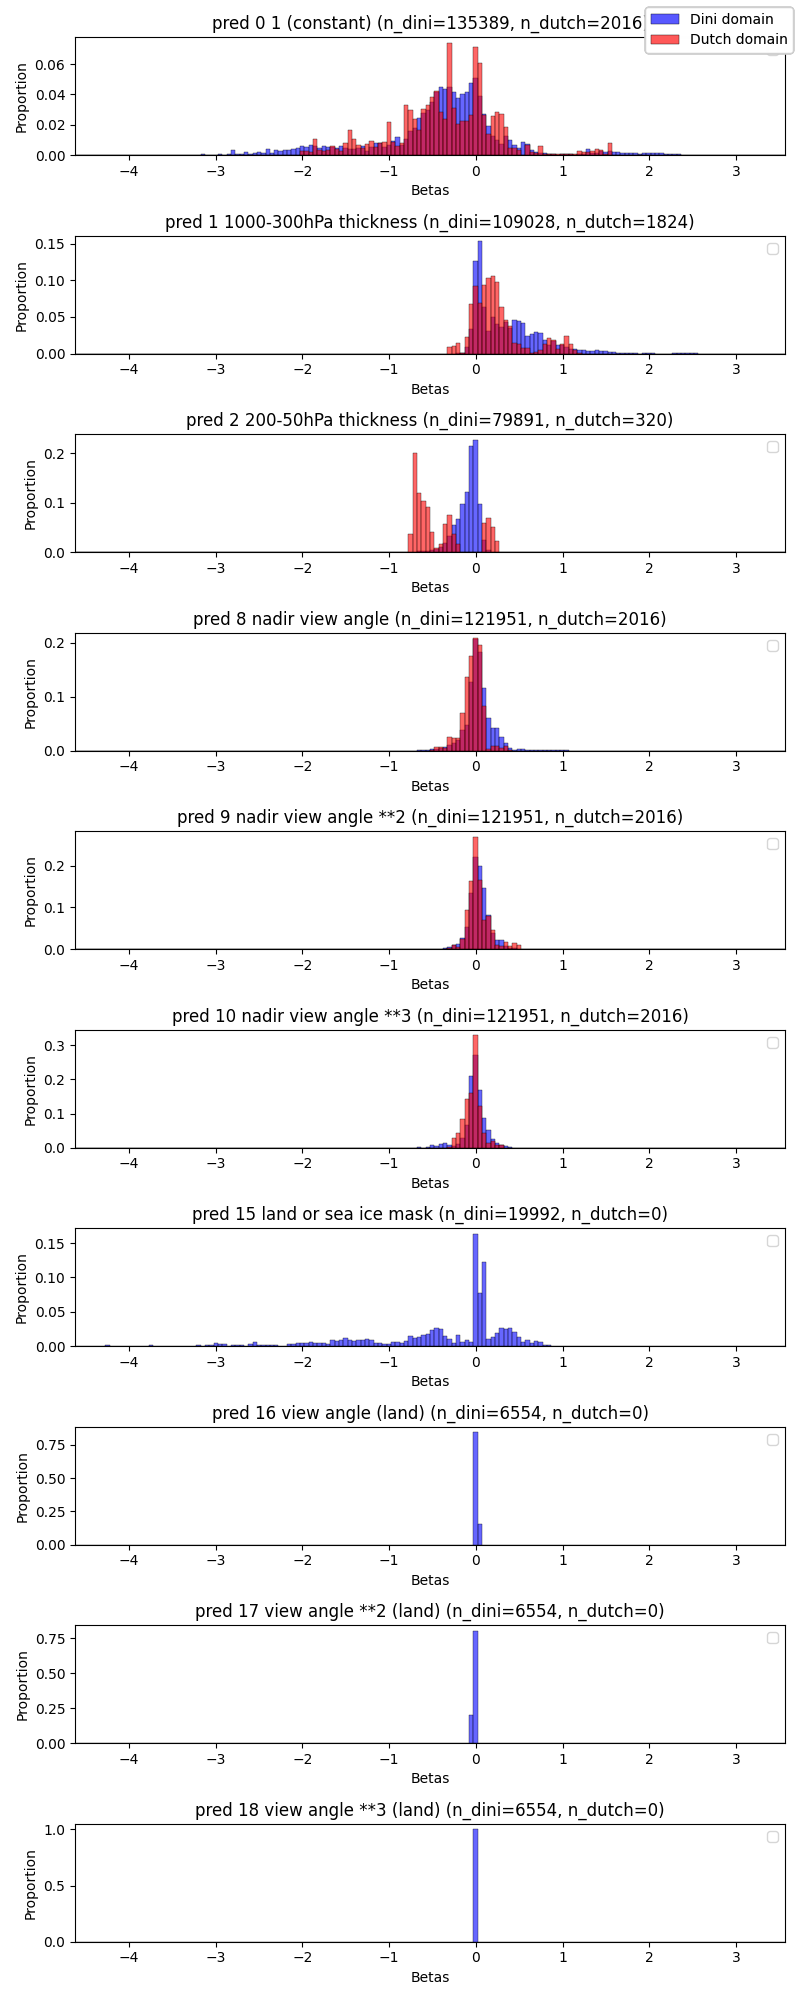 pred 0 1 (constant) (n_dini=135389, n_dutch=2016
Dini domain
Dutch domain
Proportion
0.06
0.04
0.02
0.00
−4 −3 −2 −1 0 1 2 3
Betas
pred 1 1000-300hPa thickness (n_dini=109028, n_dutch=1824)
Proportion
0.15
0.10
0.05
0.00
−4 −3 −2 −1 0 1 2 3
Betas
pred 2 200-50hPa thickness (n_dini=79891, n_dutch=320)
Proportion
0.2
0.1
0.0
−4 −3 −2 −1 0 1 2 3
Betas
pred 8 nadir view angle (n_dini=121951, n_dutch=2016)
Proportion
0.2
0.1
0.0
−4 −3 −2 −1 0 1 2 3
Betas
pred 9 nadir view angle **2 (n_dini=121951, n_dutch=2016)
Proportion
0.2
0.1
0.0
−4 −3 −2 −1 0 1 2 3
Betas
pred 10 nadir view angle **3 (n_dini=121951, n_dutch=2016)
Proportion
0.3
0.2
0.1
0.0
−4 −3 −2 −1 0 1 2 3
Betas
pred 15 land or sea ice mask (n_dini=19992, n_dutch=0)
Proportion
0.15
0.10
0.05
0.00
−4 −3 −2 −1 0 1 2 3
Betas
pred 16 view angle (land) (n_dini=6554, n_dutch=0)
Proportion
0.75
0.50
0.25
0.00
−4 −3 −2 −1 0 1 2 3
Betas
pred 17 view angle **2 (land) (n_dini=6554, n_dutch=0)
Proportion
0.75
0.50
0.25
0.00
−4 −3 −2 −1 0 1 2 3
Betas
pred 18 view angle **3 (land) (n_dini=6554, n_dutch=0)
Proportion
1.0
0.5
0.0
−4 −3 −2 −1 0 1 2 3
Betas